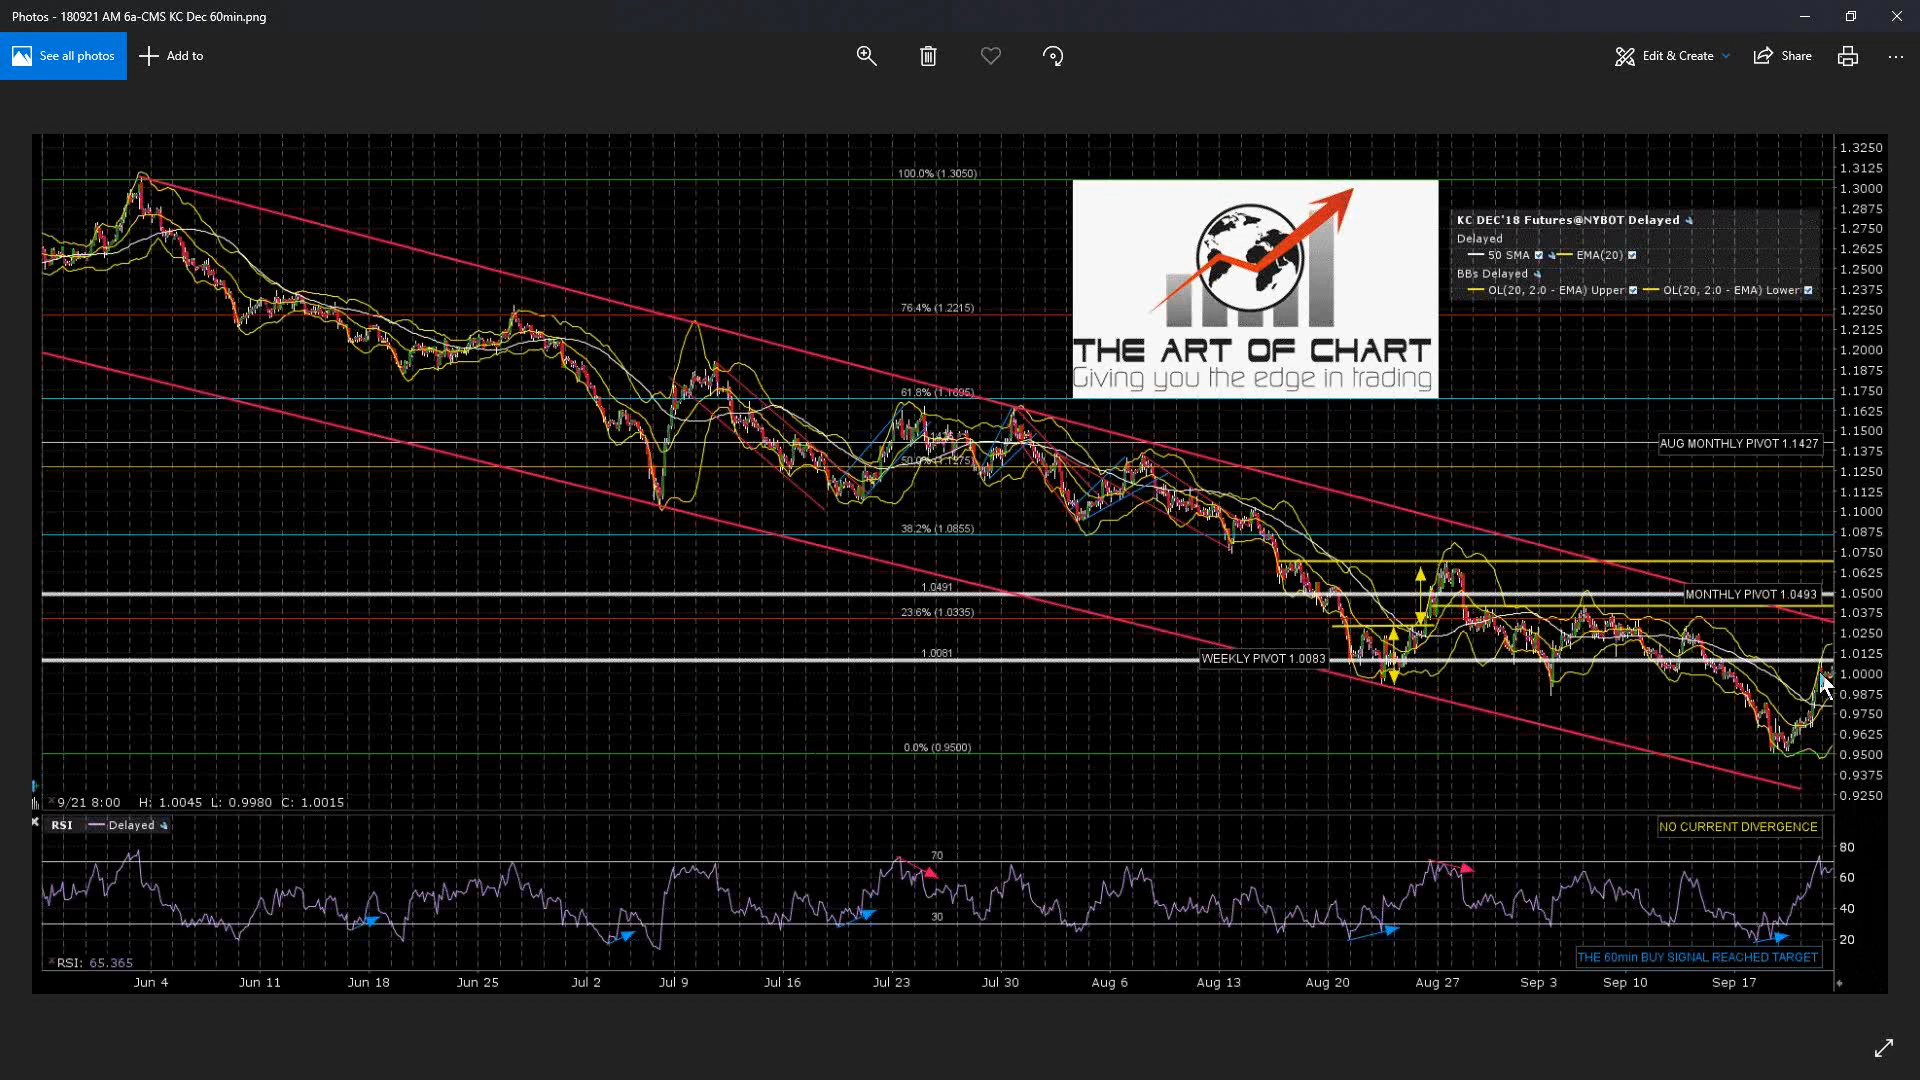 Photos - 180921 AM 6a-CMS KC Dec 60min.png
See all photos
Add to
Edit & Create
Share
100.0% (1.3050)
76.4% (1.2215)
61.8% (1.1695)
38.2% (1.0855)
1.0491
23.6% (1.0335)
1.0081
0.0% (0.9500)
THE ART OF CHART
Giving you the edge in trading
KC DEC'18 Futures@NYBOT Delayed
Delayed
50 SMA EMA(20)
BBs Delayed
OL(20, 2.0 - EMA) Upper OL(20, 2.0 - EMA) Lower
AUG MONTHLY PIVOT 1.1427
MONTHLY PIVOT 1.0493
WEEKLY PIVOT 1.0083
1.3250
1.3125
1.3000
1.2875
1.2750
1.2625
1.2500
1.2375
1.2250
1.2125
1.2000
1.1875
1.1750
1.1625
1.1500
1.1375
1.1250
1.1125
1.1000
1.0875
1.0750
1.0625
1.0500
1.0375
1.0250
1.0125
1.0000
0.9875
0.9750
0.9625
0.9500
0.9375
0.9250
9/21 8:00 H: 1.0045 L: 0.9980 C: 1.0015
RSI Delayed
NO CURRENT DIVERGENCE
70
30
80
60
40
20
THE 60min BUY SIGNAL REACHED TARGET
RSI: 65.365
Jun 4 Jun 11 Jun 18 Jun 25 Jul 2 Jul 9 Jul 16 Jul 23 Jul 30 Aug 6 Aug 13 Aug 20 Aug 27 Sep 3 Sep 10 Sep 17